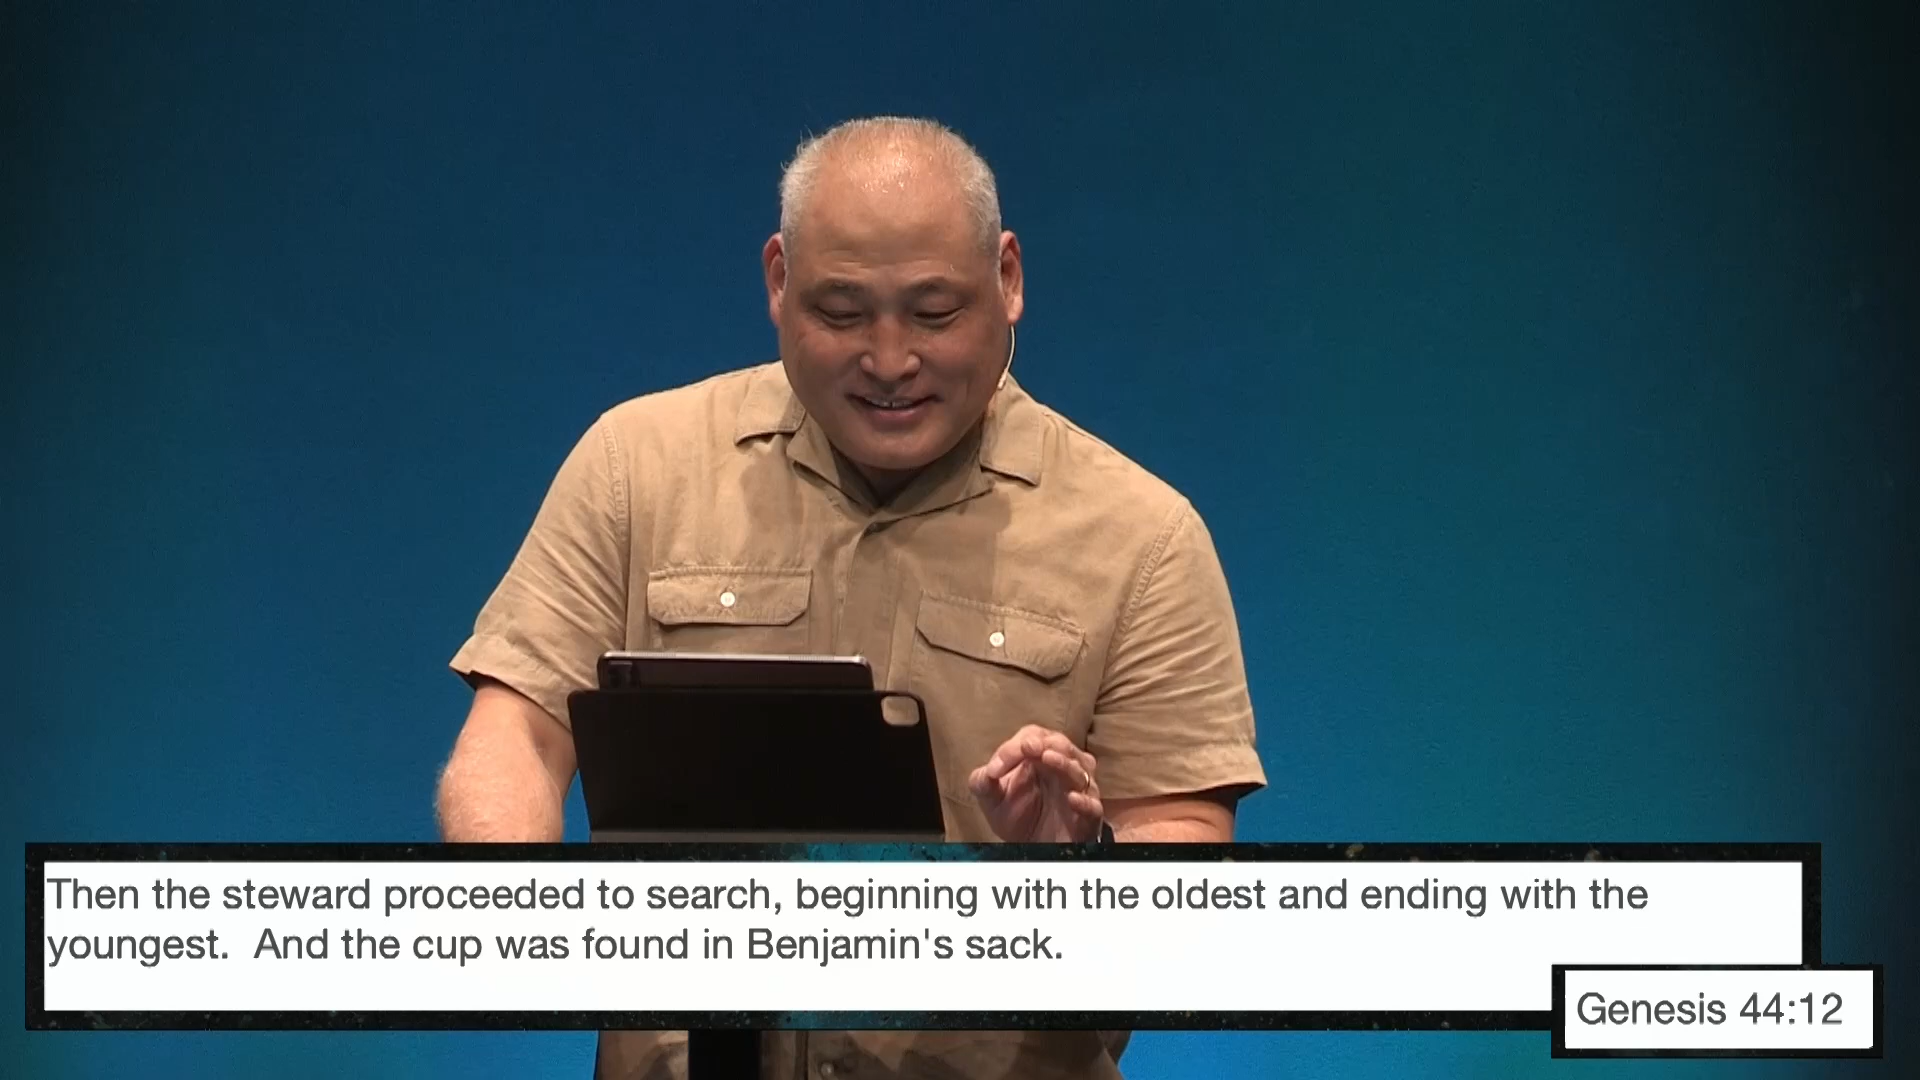 Then the steward proceeded to search, beginning with the oldest and ending with the
youngest.  And the cup was found in Benjamin's sack.
Genesis 44:12